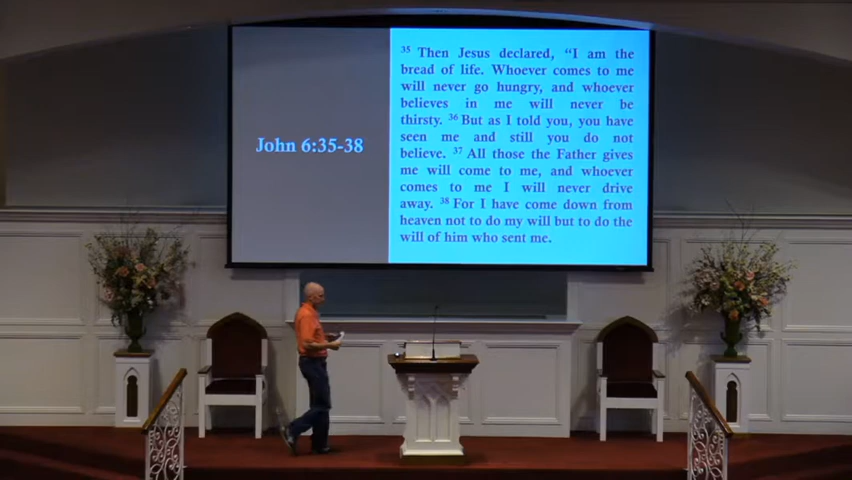 John 6:35-38
35 Then Jesus declared, “I am the
bread of life. Whoever comes to me
will never go hungry, and whoever
believes in me will never be
thirsty. 36 But as I told you, you have
seen me and still you do not
believe. 37 All those the Father gives
me will come to me, and whoever
comes to me I will never drive
away. 38 For I have come down from
heaven not to do my will but to do the
will of him who sent me.